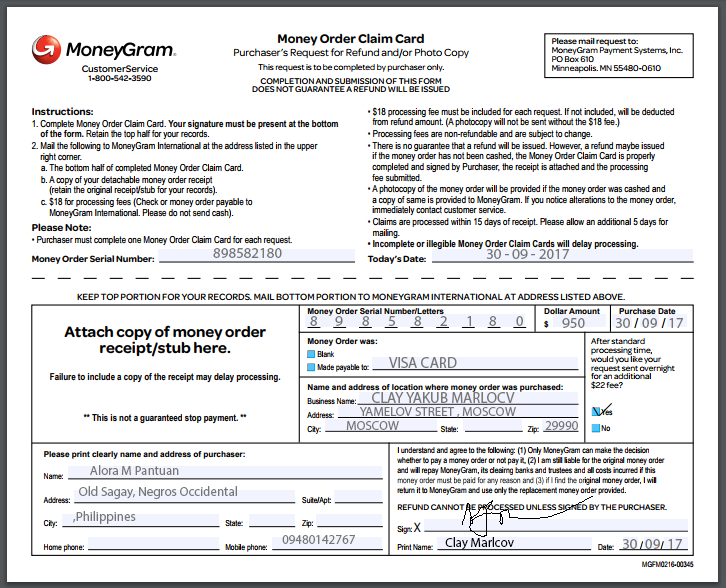 MoneyGram®
CustomerService
1-800-542-3590
Money Order Claim Card
Purchaser's Request for Refund and/or Photo Copy
This request is to be completed by purchaser only.
COMPLETION AND SUBMISSION OF THIS FORM
DOES NOT GUARANTEE A REFUND WILL BE ISSUED
Please mail request to:
MoneyGram Payment Systems, Inc.
PO Box 610
Minneapolis. MN 55480-0610
Instructions:
1. Complete Money Order Claim Card. Your signature must be present at the bottom
of the form. Retain the top half for your records.
2. Mail the following to MoneyGram International at the address listed in the upper
right corner.
a. The bottom half of completed Money Order Claim Card.
b. A copy of your detachable money order receipt
(retain the original receipt/stub for your records).
c. $18 for processing fees (Check or money order payable to
MoneyGram International. Please do not send cash).
Please Note:
• Purchaser must complete one Money Order Claim Card for each request.
Money Order Serial Number: 898582180
• $18 processing fee must be included for each request. If not included, will be deducted
from refund amount. (A photocopy will not be sent without the $18 fee.)
• Processing fees are non-refundable and are subject to change.
• There is no guarantee that a refund will be issued. However, a refund maybe issued
if the money order has not been cashed, the Money Order Claim Card is properly
completed and signed by Purchaser, the receipt is attached and the processing
fee submitted.
• A photocopy of the money order will be provided if the money order was cashed and
a copy of same is provided to MoneyGram. If you notice alterations to the money order,
immediately contact customer service.
• Claims are processed within 15 days of receipt. Please allow an additional 5 days for
mailing.
• Incomplete or illegible Money Order Claim Cards will delay processing.
Today's Date: 30 - 09 - 2017
KEEP TOP PORTION FOR YOUR RECORDS. MAIL BOTTOM PORTION TO MONEYGRAM INTERNATIONAL AT ADDRESS LISTED ABOVE.
Attach copy of money order
receipt/stub here.
Failure to include a copy of the receipt may delay processing.
** This is not a guaranteed stop payment. **
Money Order Serial Number/Letters
8 9 8 5 8 2 1 8 0
Dollar Amount
$ 950
Purchase Date
30 / 09 / 17
Money Order was:
Blank
Made payable to: VISA CARD
Name and address of location where money order was purchased:
Business Name: CLAY YAKUB MARLOCV
Address: YAMELOV STREET , MOSCOW
City: MOSCOW State: Zip: 29990
After standard
processing time,
would you like your
request sent overnight
for an additional
$22 fee?
Yes
No
Please print clearly name and address of purchaser:
Name: Alora M Pantuan
Address: Old Sagay, Negros Occidental Suite/Apt:
City: ,Philippines State: Zip:
Home phone: Mobile phone: 09480142767
I understand and agree to the following: (1) Only MoneyGram can make the decision
whether to pay a money order or not pay it, (2) I am still liable for the original money order
and will repay MoneyGram, its clearing banks and trustees and all costs incurred if this
money order must be paid for any reason and (3) if I find the original money order, I will
return it to MoneyGram and use only the replacement money order provided.
REFUND CANNOT BE PROCESSED UNLESS SIGNED BY THE PURCHASER.
Sign: X
Print Name: Clay Marlcov Date: 30 / 09 / 17
MGFM0216-00345